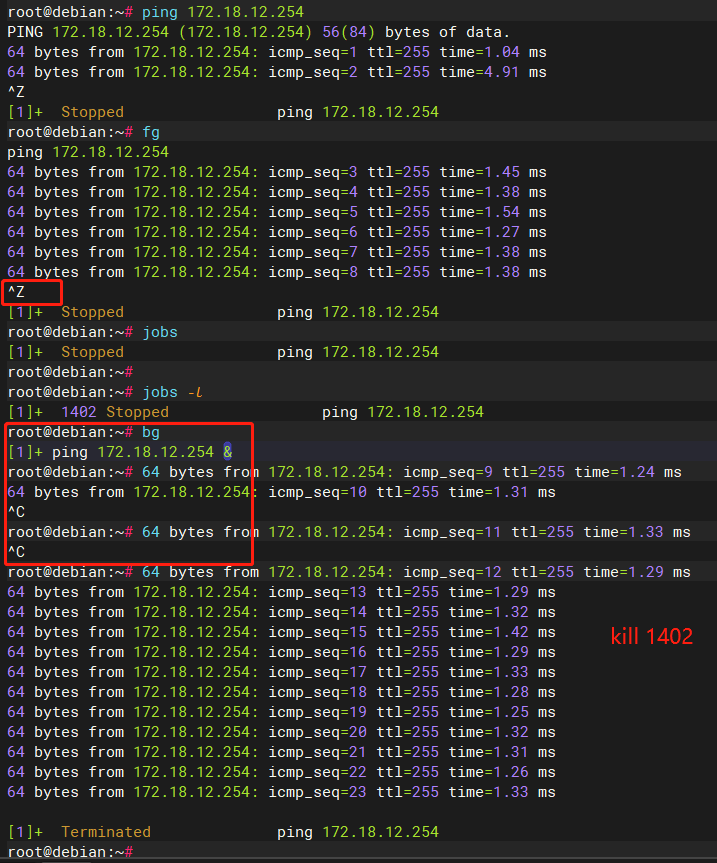 root@debian:~# ping 172.18.12.254
PING 172.18.12.254 (172.18.12.254) 56(84) bytes of data.
64 bytes from 172.18.12.254: icmp_seq=1 ttl=255 time=1.04 ms
64 bytes from 172.18.12.254: icmp_seq=2 ttl=255 time=4.91 ms
^Z
[1]+  Stopped                 ping 172.18.12.254
root@debian:~# fg
ping 172.18.12.254
64 bytes from 172.18.12.254: icmp_seq=3 ttl=255 time=1.45 ms
64 bytes from 172.18.12.254: icmp_seq=4 ttl=255 time=1.38 ms
64 bytes from 172.18.12.254: icmp_seq=5 ttl=255 time=1.54 ms
64 bytes from 172.18.12.254: icmp_seq=6 ttl=255 time=1.27 ms
64 bytes from 172.18.12.254: icmp_seq=7 ttl=255 time=1.38 ms
64 bytes from 172.18.12.254: icmp_seq=8 ttl=255 time=1.38 ms
^Z
[1]+  Stopped                 ping 172.18.12.254
root@debian:~# jobs
[1]+  Stopped                 ping 172.18.12.254
root@debian:~#
root@debian:~# jobs -l
[1]+  1402 Stopped                 ping 172.18.12.254
root@debian:~# bg
[1]+ ping 172.18.12.254 &
root@debian:~# 64 bytes from 172.18.12.254: icmp_seq=9 ttl=255 time=1.24 ms
64 bytes from 172.18.12.254: icmp_seq=10 ttl=255 time=1.31 ms
^C
root@debian:~# 64 bytes from 172.18.12.254: icmp_seq=11 ttl=255 time=1.33 ms
^C
root@debian:~# 64 bytes from 172.18.12.254: icmp_seq=12 ttl=255 time=1.29 ms
64 bytes from 172.18.12.254: icmp_seq=13 ttl=255 time=1.29 ms
64 bytes from 172.18.12.254: icmp_seq=14 ttl=255 time=1.32 ms
64 bytes from 172.18.12.254: icmp_seq=15 ttl=255 time=1.42 ms
kill 1402
64 bytes from 172.18.12.254: icmp_seq=16 ttl=255 time=1.29 ms
64 bytes from 172.18.12.254: icmp_seq=17 ttl=255 time=1.33 ms
64 bytes from 172.18.12.254: icmp_seq=18 ttl=255 time=1.28 ms
64 bytes from 172.18.12.254: icmp_seq=19 ttl=255 time=1.25 ms
64 bytes from 172.18.12.254: icmp_seq=20 ttl=255 time=1.32 ms
64 bytes from 172.18.12.254: icmp_seq=21 ttl=255 time=1.31 ms
64 bytes from 172.18.12.254: icmp_seq=22 ttl=255 time=1.26 ms
64 bytes from 172.18.12.254: icmp_seq=23 ttl=255 time=1.33 ms
[1]+  Terminated              ping 172.18.12.254
root@debian:~#